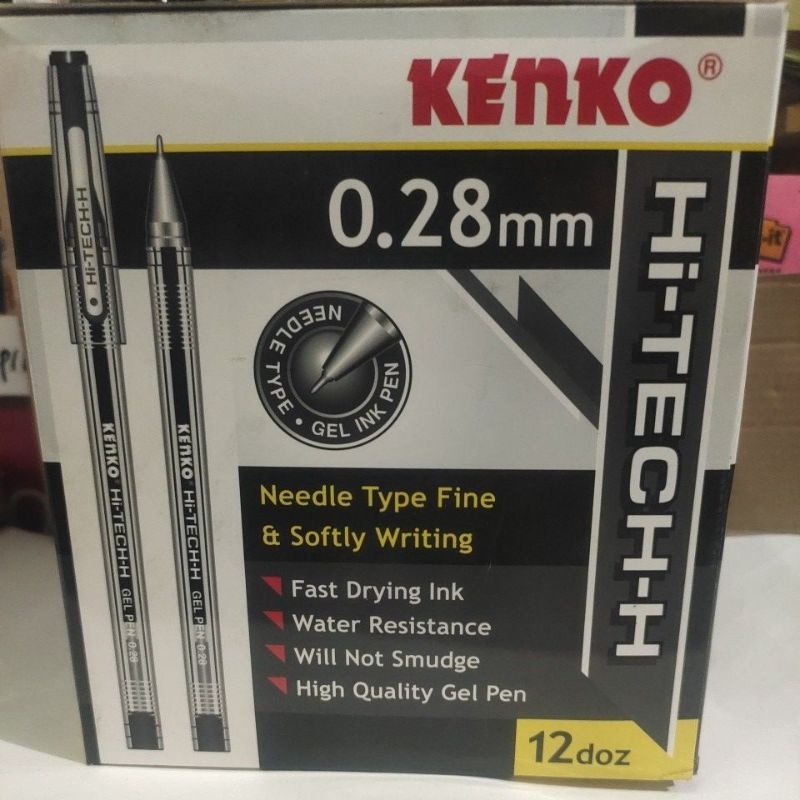 KENKO®
0.28mm
Hi-TECH-H
Hi-TECH-H
NEEDLE TYPE • GEL INK PEN
KENKO Hi-TECH-H GEL PEN 0.28
KENKO Hi-TECH-H GEL PEN 0.28
Needle Type Fine
& Softly Writing
Fast Drying Ink
Water Resistance
Will Not Smudge
High Quality Gel Pen
12doz